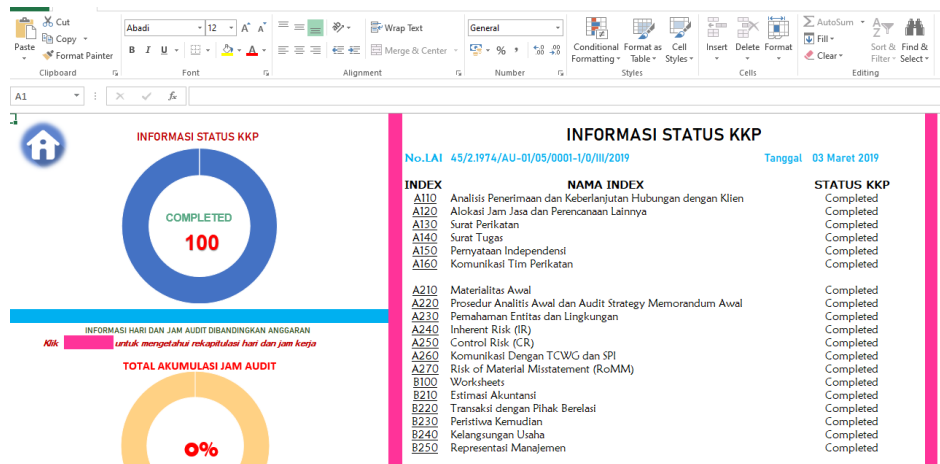 Cut
Copy
Format Painter
Paste
Clipboard
Abadi
12
B I U
Font
Wrap Text
Merge & Center
Alignment
General
%
Number
Conditional Formatting
Format as Table
Cell Styles
Styles
Insert Delete Format
Cells
AutoSum
Fill
Clear
Sort & Filter
Find & Select
Editing
A1
fx
INFORMASI STATUS KKP
COMPLETED
100
INFORMASI HARI DAN JAM AUDIT DIBANDINGKAN ANGGARAN
Klik untuk mengetahui rekapitulasi hari dan jam kerja
TOTAL AKUMULASI JAM AUDIT
0%
INFORMASI STATUS KKP
No.LAI 45/2.1974/AU-01/05/0001-1/0/III/2019 Tanggal 03 Maret 2019
INDEX NAMA INDEX STATUS KKP
A110 Analisis Penerimaan dan Keberlanjutan Hubungan dengan Klien Completed
A120 Alokasi Jam Jasa dan Perencanaan Lainnya Completed
A130 Surat Perikatan Completed
A140 Surat Tugas Completed
A150 Pernyataan Independensi Completed
A160 Komunikasi Tim Perikatan Completed
A210 Materialitas Awal Completed
A220 Prosedur Analitis Awal dan Audit Strategy Memorandum Awal Completed
A230 Pemahaman Entitas dan Lingkungan Completed
A240 Inherent Risk (IR) Completed
A250 Control Risk (CR) Completed
A260 Komunikasi Dengan TCWG dan SPI Completed
A270 Risk of Material Misstatement (RoMM) Completed
B100 Worksheets Completed
B210 Estimasi Akuntansi Completed
B220 Transaksi dengan Pihak Berelasi Completed
B230 Peristiwa Kemudian Completed
B240 Kelangsungan Usaha Completed
B250 Representasi Manajemen Completed